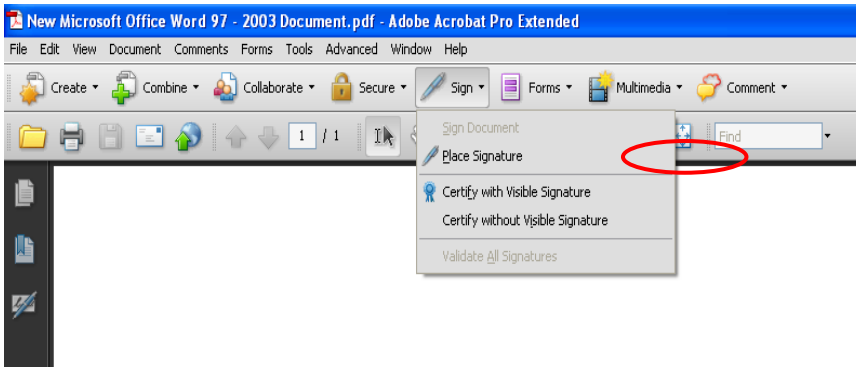 New Microsoft Office Word 97 - 2003 Document.pdf - Adobe Acrobat Pro Extended
File Edit View Document Comments Forms Tools Advanced Window Help
Create Combine Collaborate Secure Sign Forms Multimedia Comment
1 / 1 Find
Sign Document
Place Signature
Certify with Visible Signature
Certify without Visible Signature
Validate All Signatures